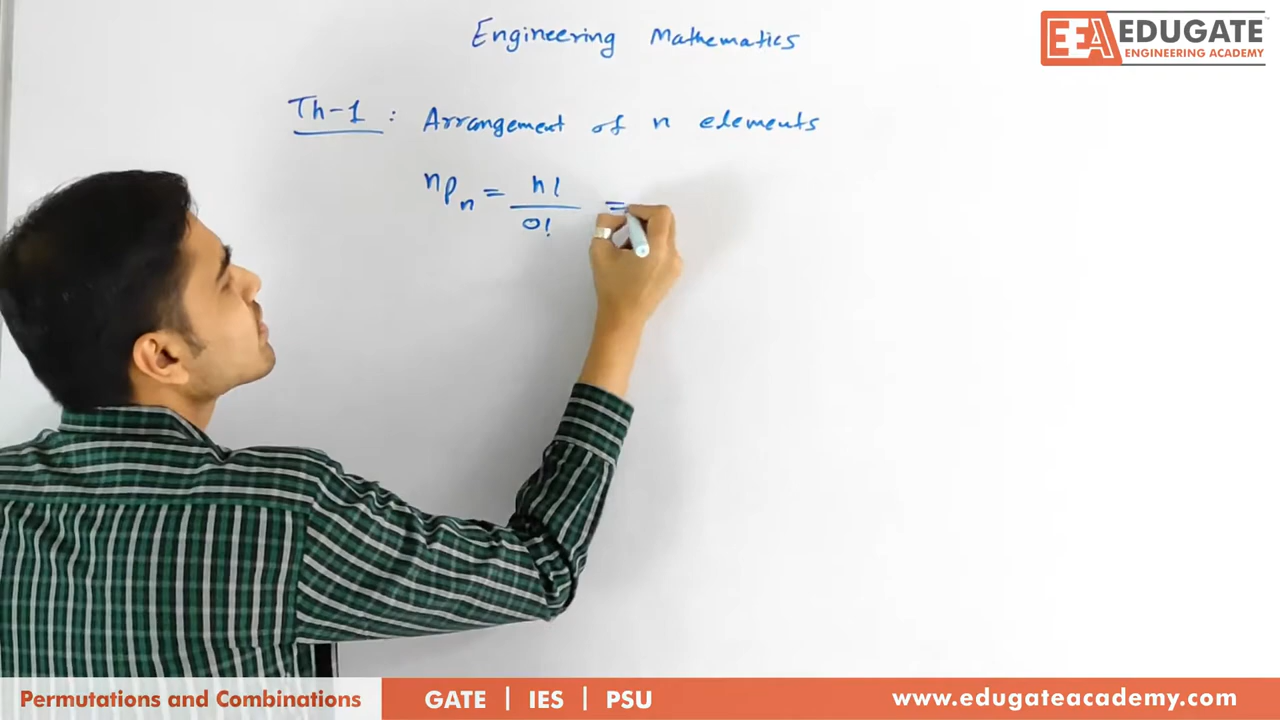 Engineering Mathematics
EEA EDUGATE
ENGINEERING ACADEMY
Th-1 : Arrangement of n elements
nPn = n! / 0! =
Permutations and Combinations GATE | IES | PSU www.edugateacademy.com